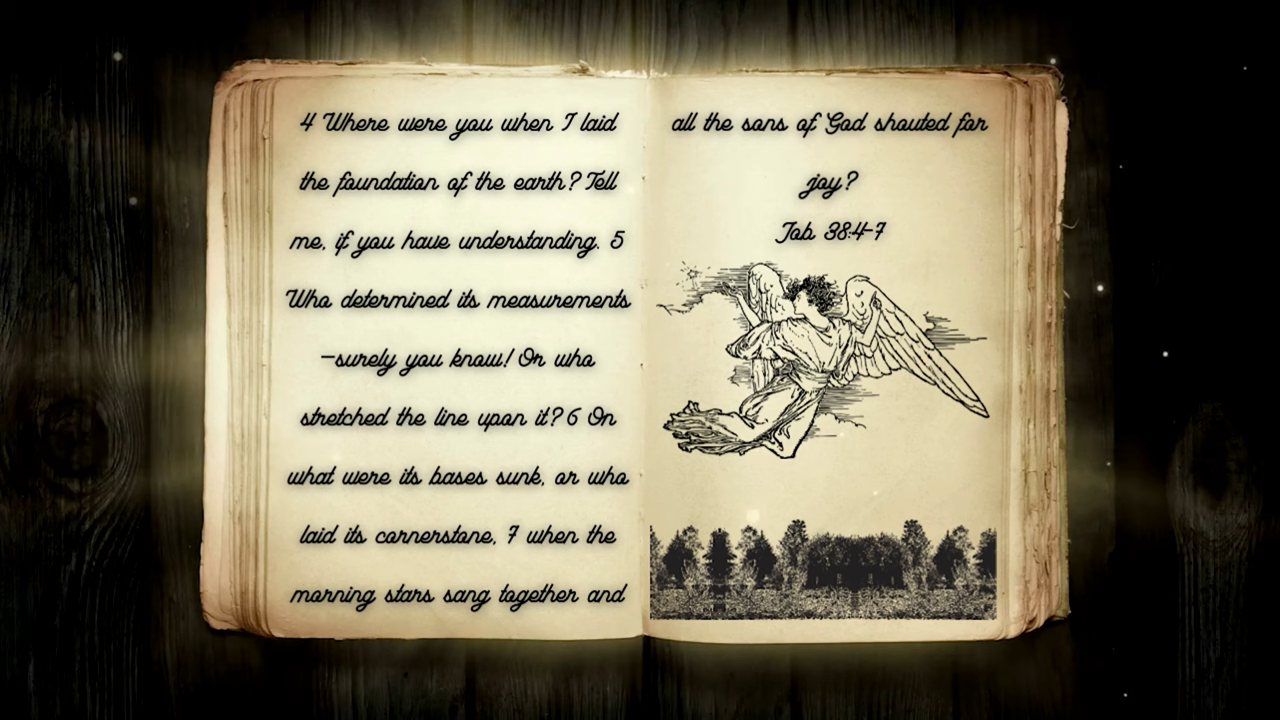 4 Where were you when I laid
the foundation of the earth? Tell
me, if you have understanding. 5
Who determined its measurements
—surely you know! Or who
stretched the line upon it? 6 On
what were its bases sunk, or who
laid its cornerstone, 7 when the
morning stars sang together and
all the sons of God shouted for
joy?
Job 38:4-7